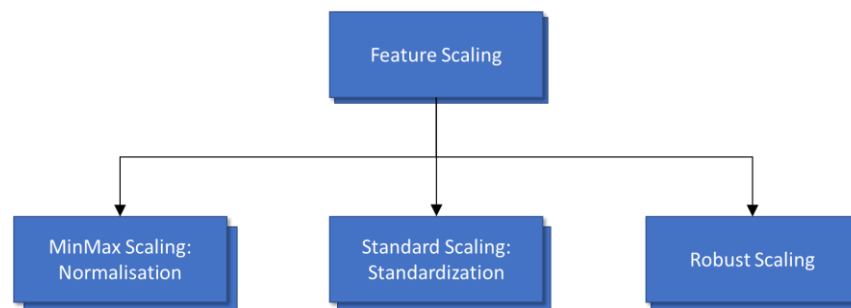 Feature Scaling
MinMax Scaling:
Normalisation
Standard Scaling:
Standardization
Robust Scaling